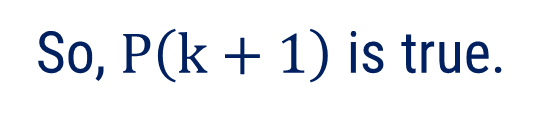 So, P(k + 1) is true.